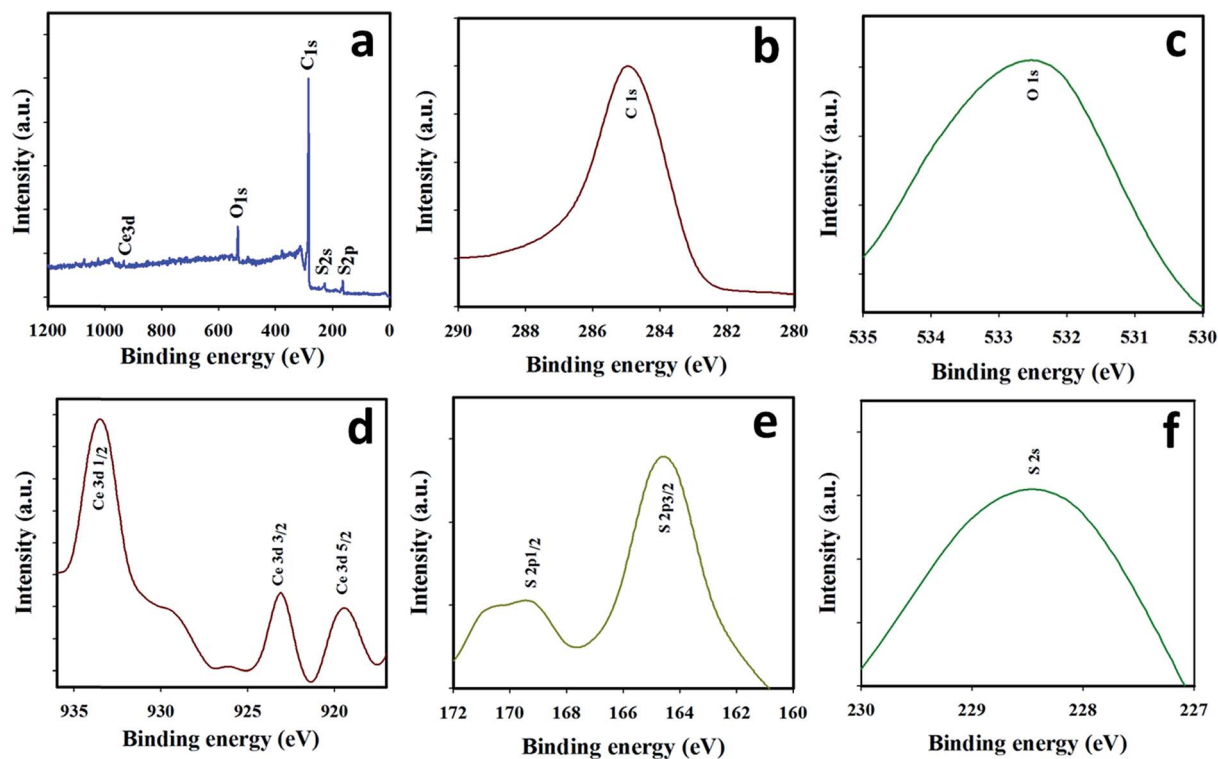 a
C1s
O1s
Ce3d
S2s
S2p
Intensity (a.u.)
1200 1000 800 600 400 200 0
Binding energy (eV)
b
C 1s
Intensity (a.u.)
290 288 286 284 282 280
Binding energy (eV)
c
O 1s
Intensity (a.u.)
535 534 533 532 531 530
Binding energy (eV)
d
Ce 3d 1/2
Ce 3d 3/2
Ce 3d 5/2
Intensity (a.u.)
935 930 925 920
Binding energy (eV)
e
S 2p1/2
S 2p3/2
Intensity (a.u.)
172 170 168 166 164 162 160
Binding energy (eV)
f
S 2s
Intensity (a.u.)
230 229 228 227
Binding energy (eV)